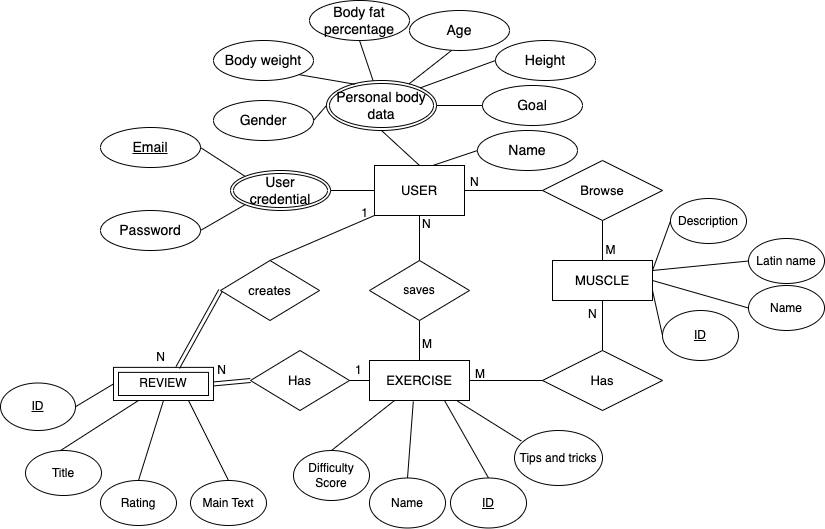 Body fat
percentage
Age
Body weight
Height
Personal body
data
Goal
Gender
Name
Email
User
credential
USER
N
Browse
Password
1
N
M
Description
creates
saves
MUSCLE
Latin name
Name
N
ID
N
M
REVIEW
N
Has
1
EXERCISE
M
Has
ID
Title
Rating
Main Text
Difficulty
Score
Name
ID
Tips and tricks